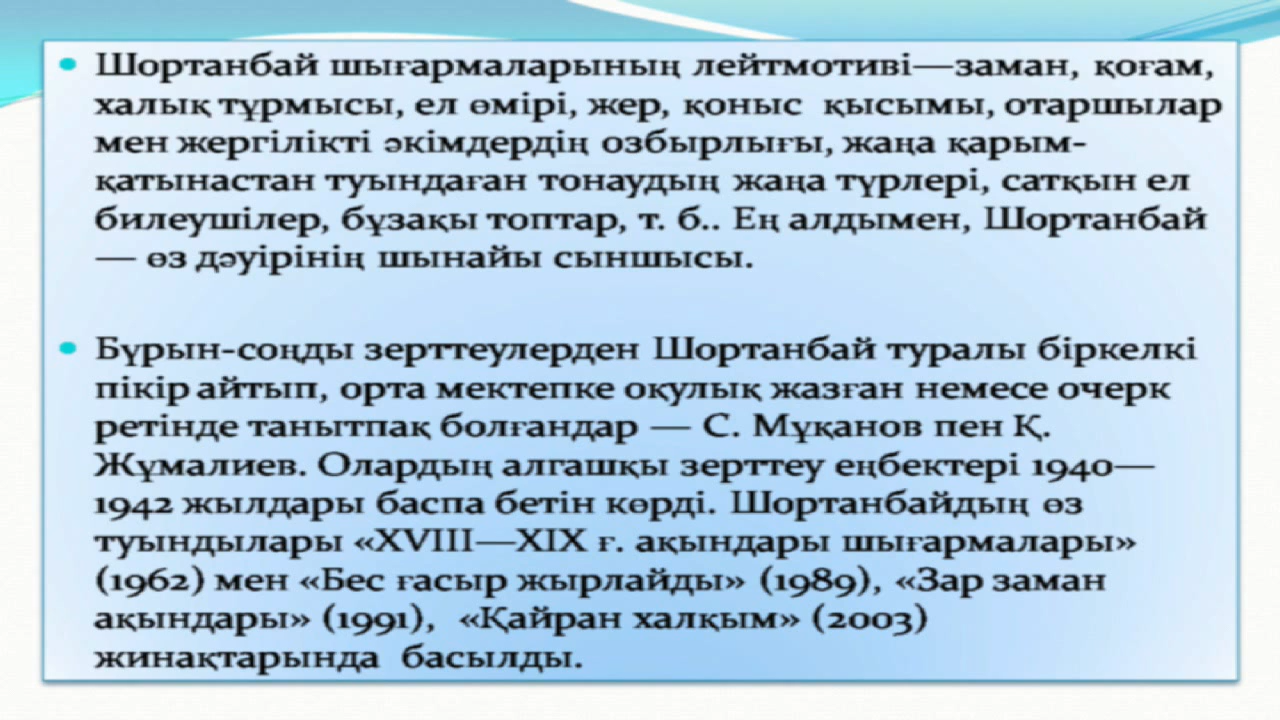 • Шортанбай шығармаларының лейтмотиві—заман, қоғам,
халық тұрмысы, ел өмірі, жер, қоныс қысымы, отаршылар
мен жергілікті әкімдердің озбырлығы, жаңа қарым-
қатынастан туындаған тонаудың жаңа түрлері, сатқын ел
билеушілер, бұзақы топтар, т. б.. Ең алдымен, Шортанбай
— өз дәуірінің шынайы сыншысы.
• Бұрын-соңды зерттеулерден Шортанбай туралы біркелкі
пікір айтып, орта мектепке оқулық жазған немесе очерк
ретінде танытпақ болғандар — С. Мұқанов пен Қ.
Жұмалиев. Олардың алгашқы зерттеу еңбектері 1940—
1942 жылдары баспа бетін көрді. Шортанбайдың өз
туындылары «XVIII—XIX ғ. ақындары шығармалары»
(1962) мен «Бес ғасыр жырлайды» (1989), «Зар заман
ақындары» (1991), «Қайран халқым» (2003)
жинақтарында басылды.